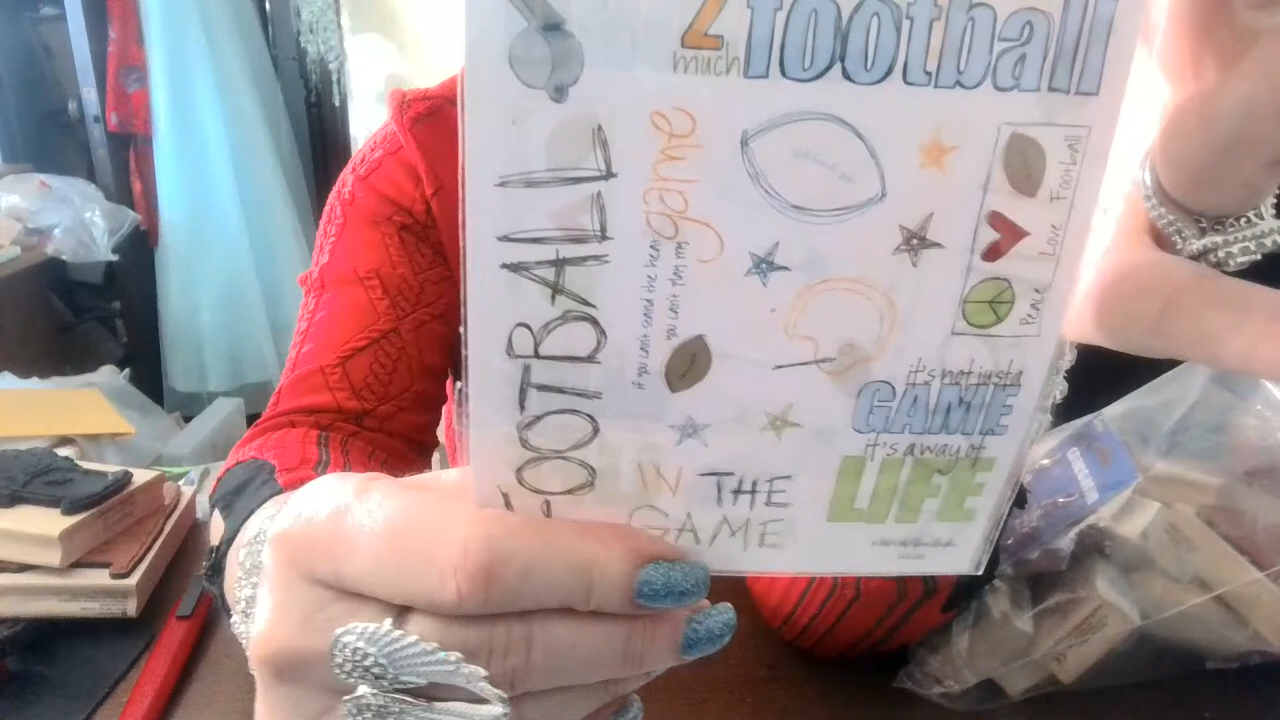 2
much football
FOOTBALL
game
if you can't stand the heat
you can't play my
Peace Love Football
it's not just a
GAME
it's a way of
LIFE
IN THE
GAME